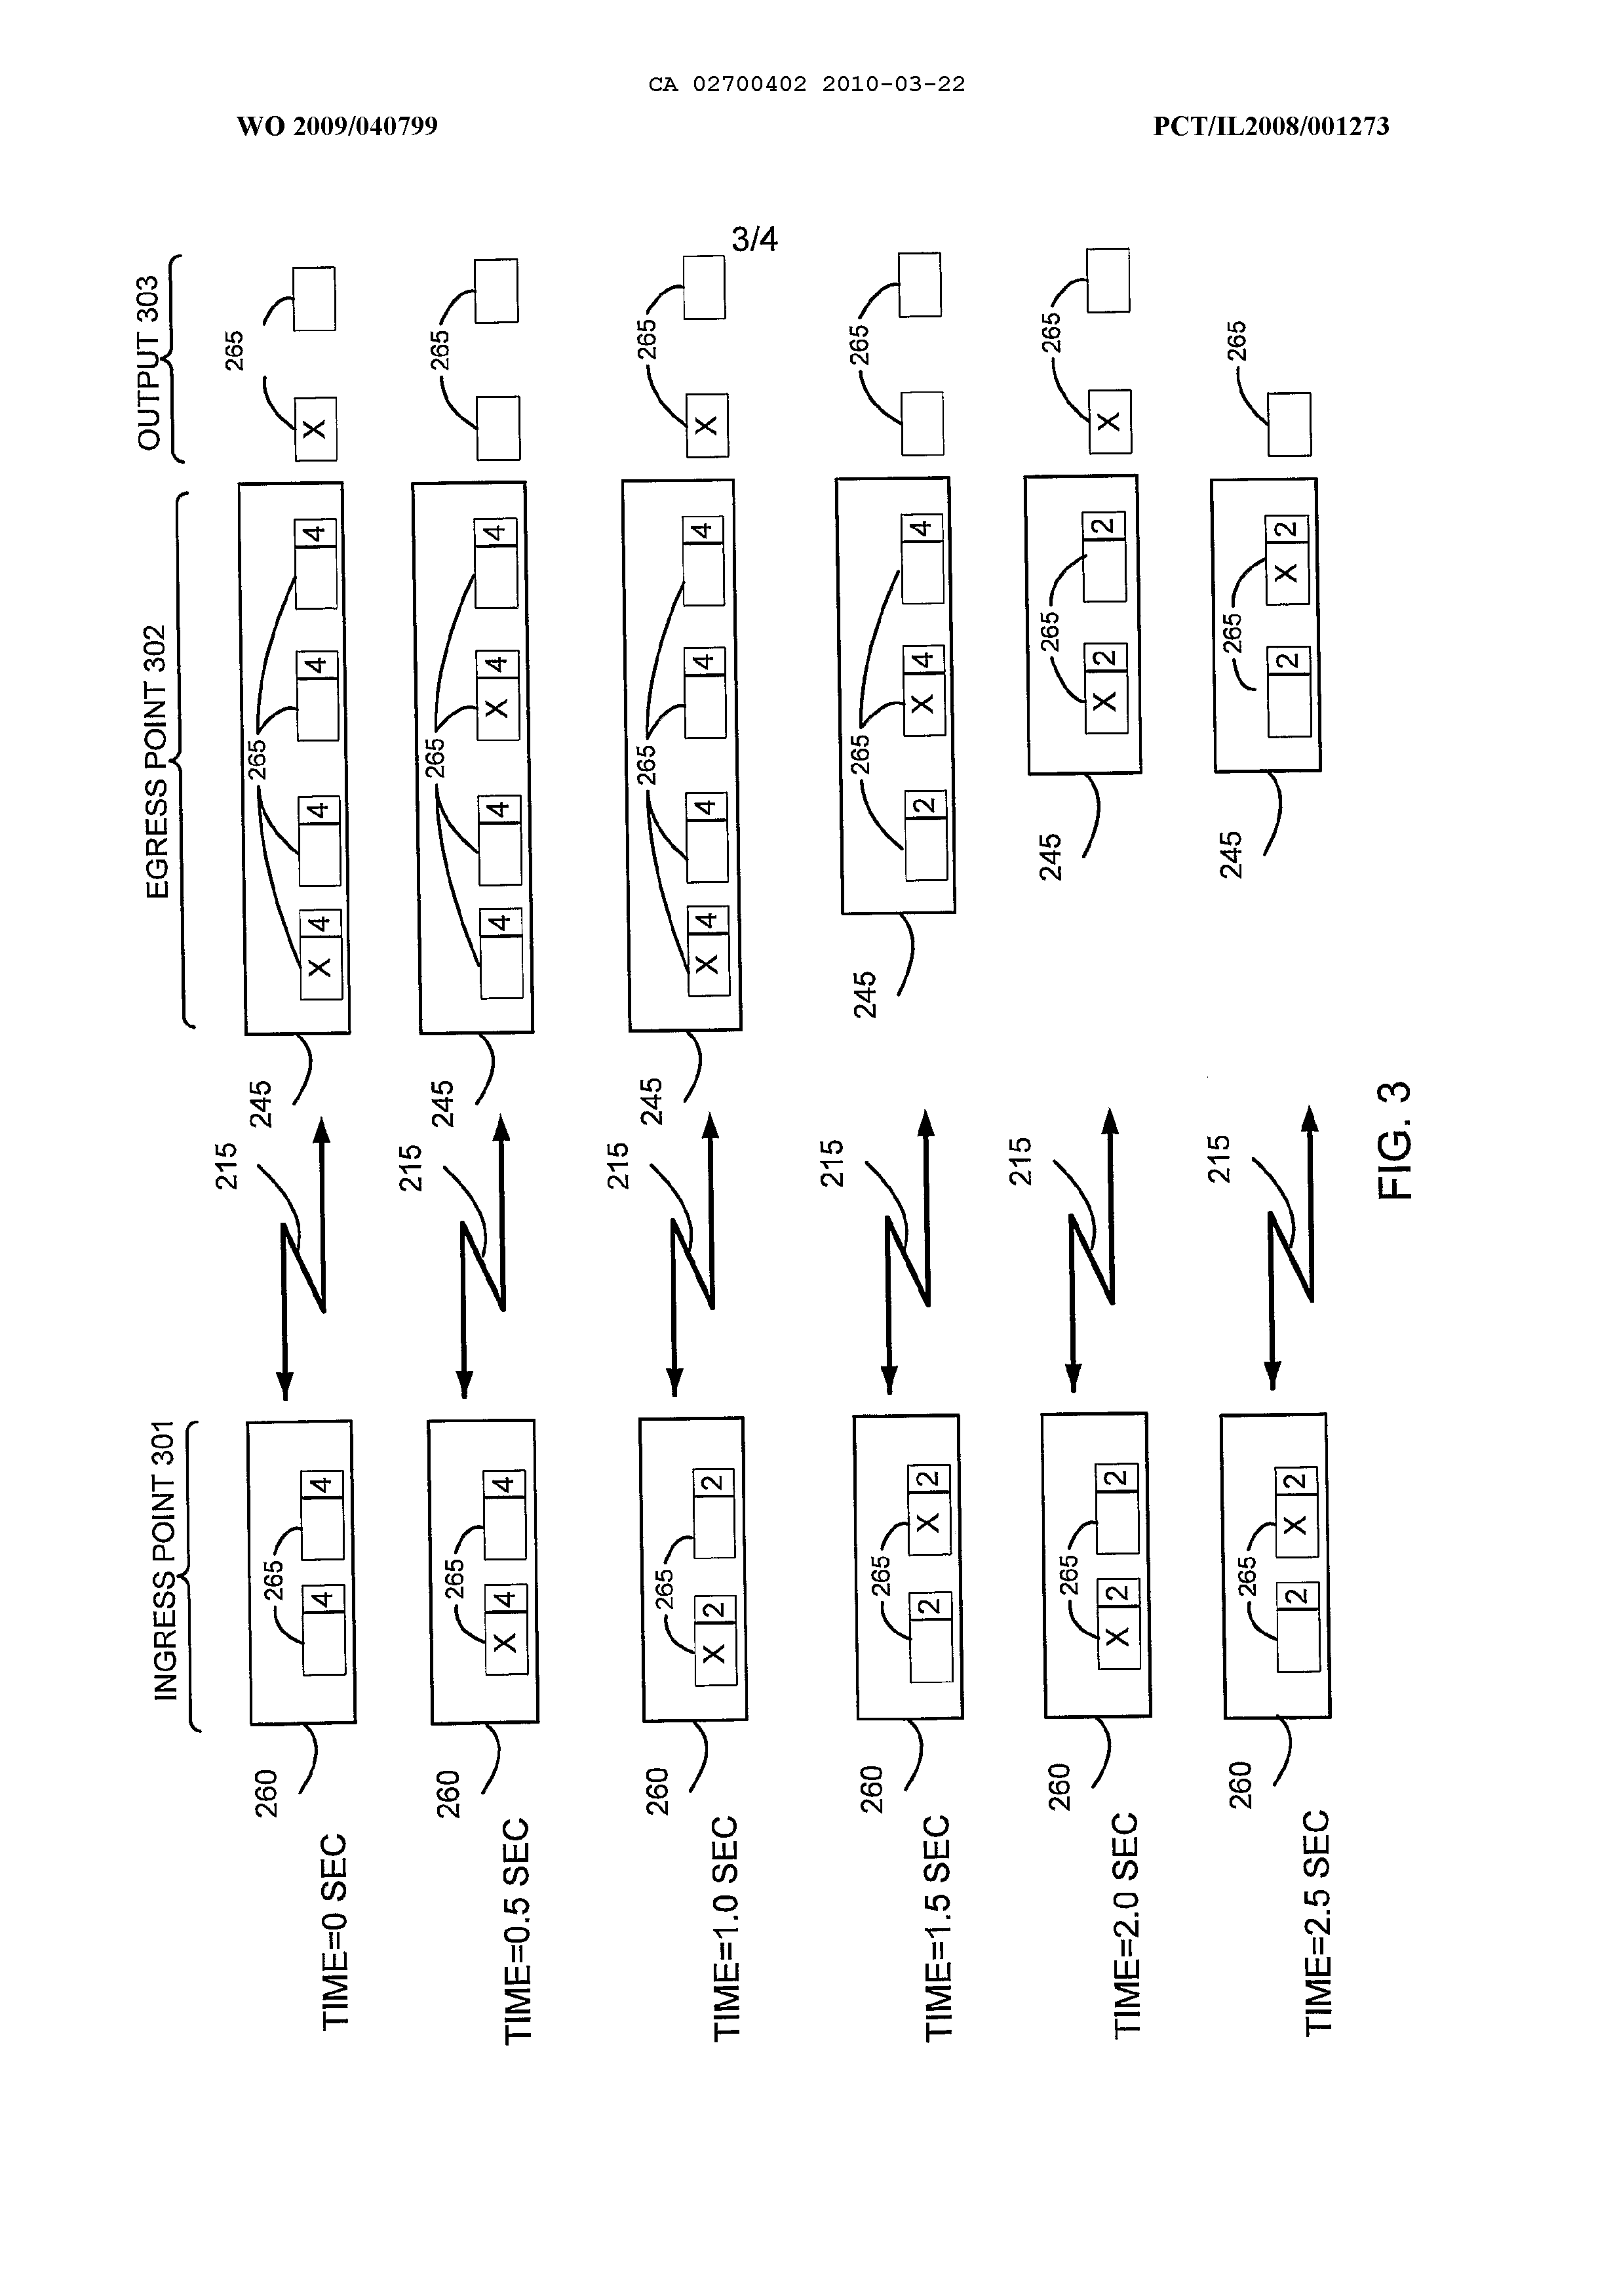 CA 02700402 2010-03-22
WO 2009/040799
PCT/IL2008/001273
3/4
INGRESS POINT 301
EGRESS POINT 302
OUTPUT 303
TIME=0 SEC
260
265
4
4
215
245
265
X 4
4
4
4
265
X
TIME=0.5 SEC
260
265
X 4
4
215
245
265
4
4
X 4
4
265
TIME=1.0 SEC
260
265
X 2
2
215
245
265
X 4
4
4
4
265
X
TIME=1.5 SEC
260
265
2
X 2
215
245
265
2
X 4
4
265
TIME=2.0 SEC
260
265
X 2
2
215
245
265
X 2
2
265
X
TIME=2.5 SEC
260
265
2
X 2
215
245
265
2
X 2
265
FIG. 3